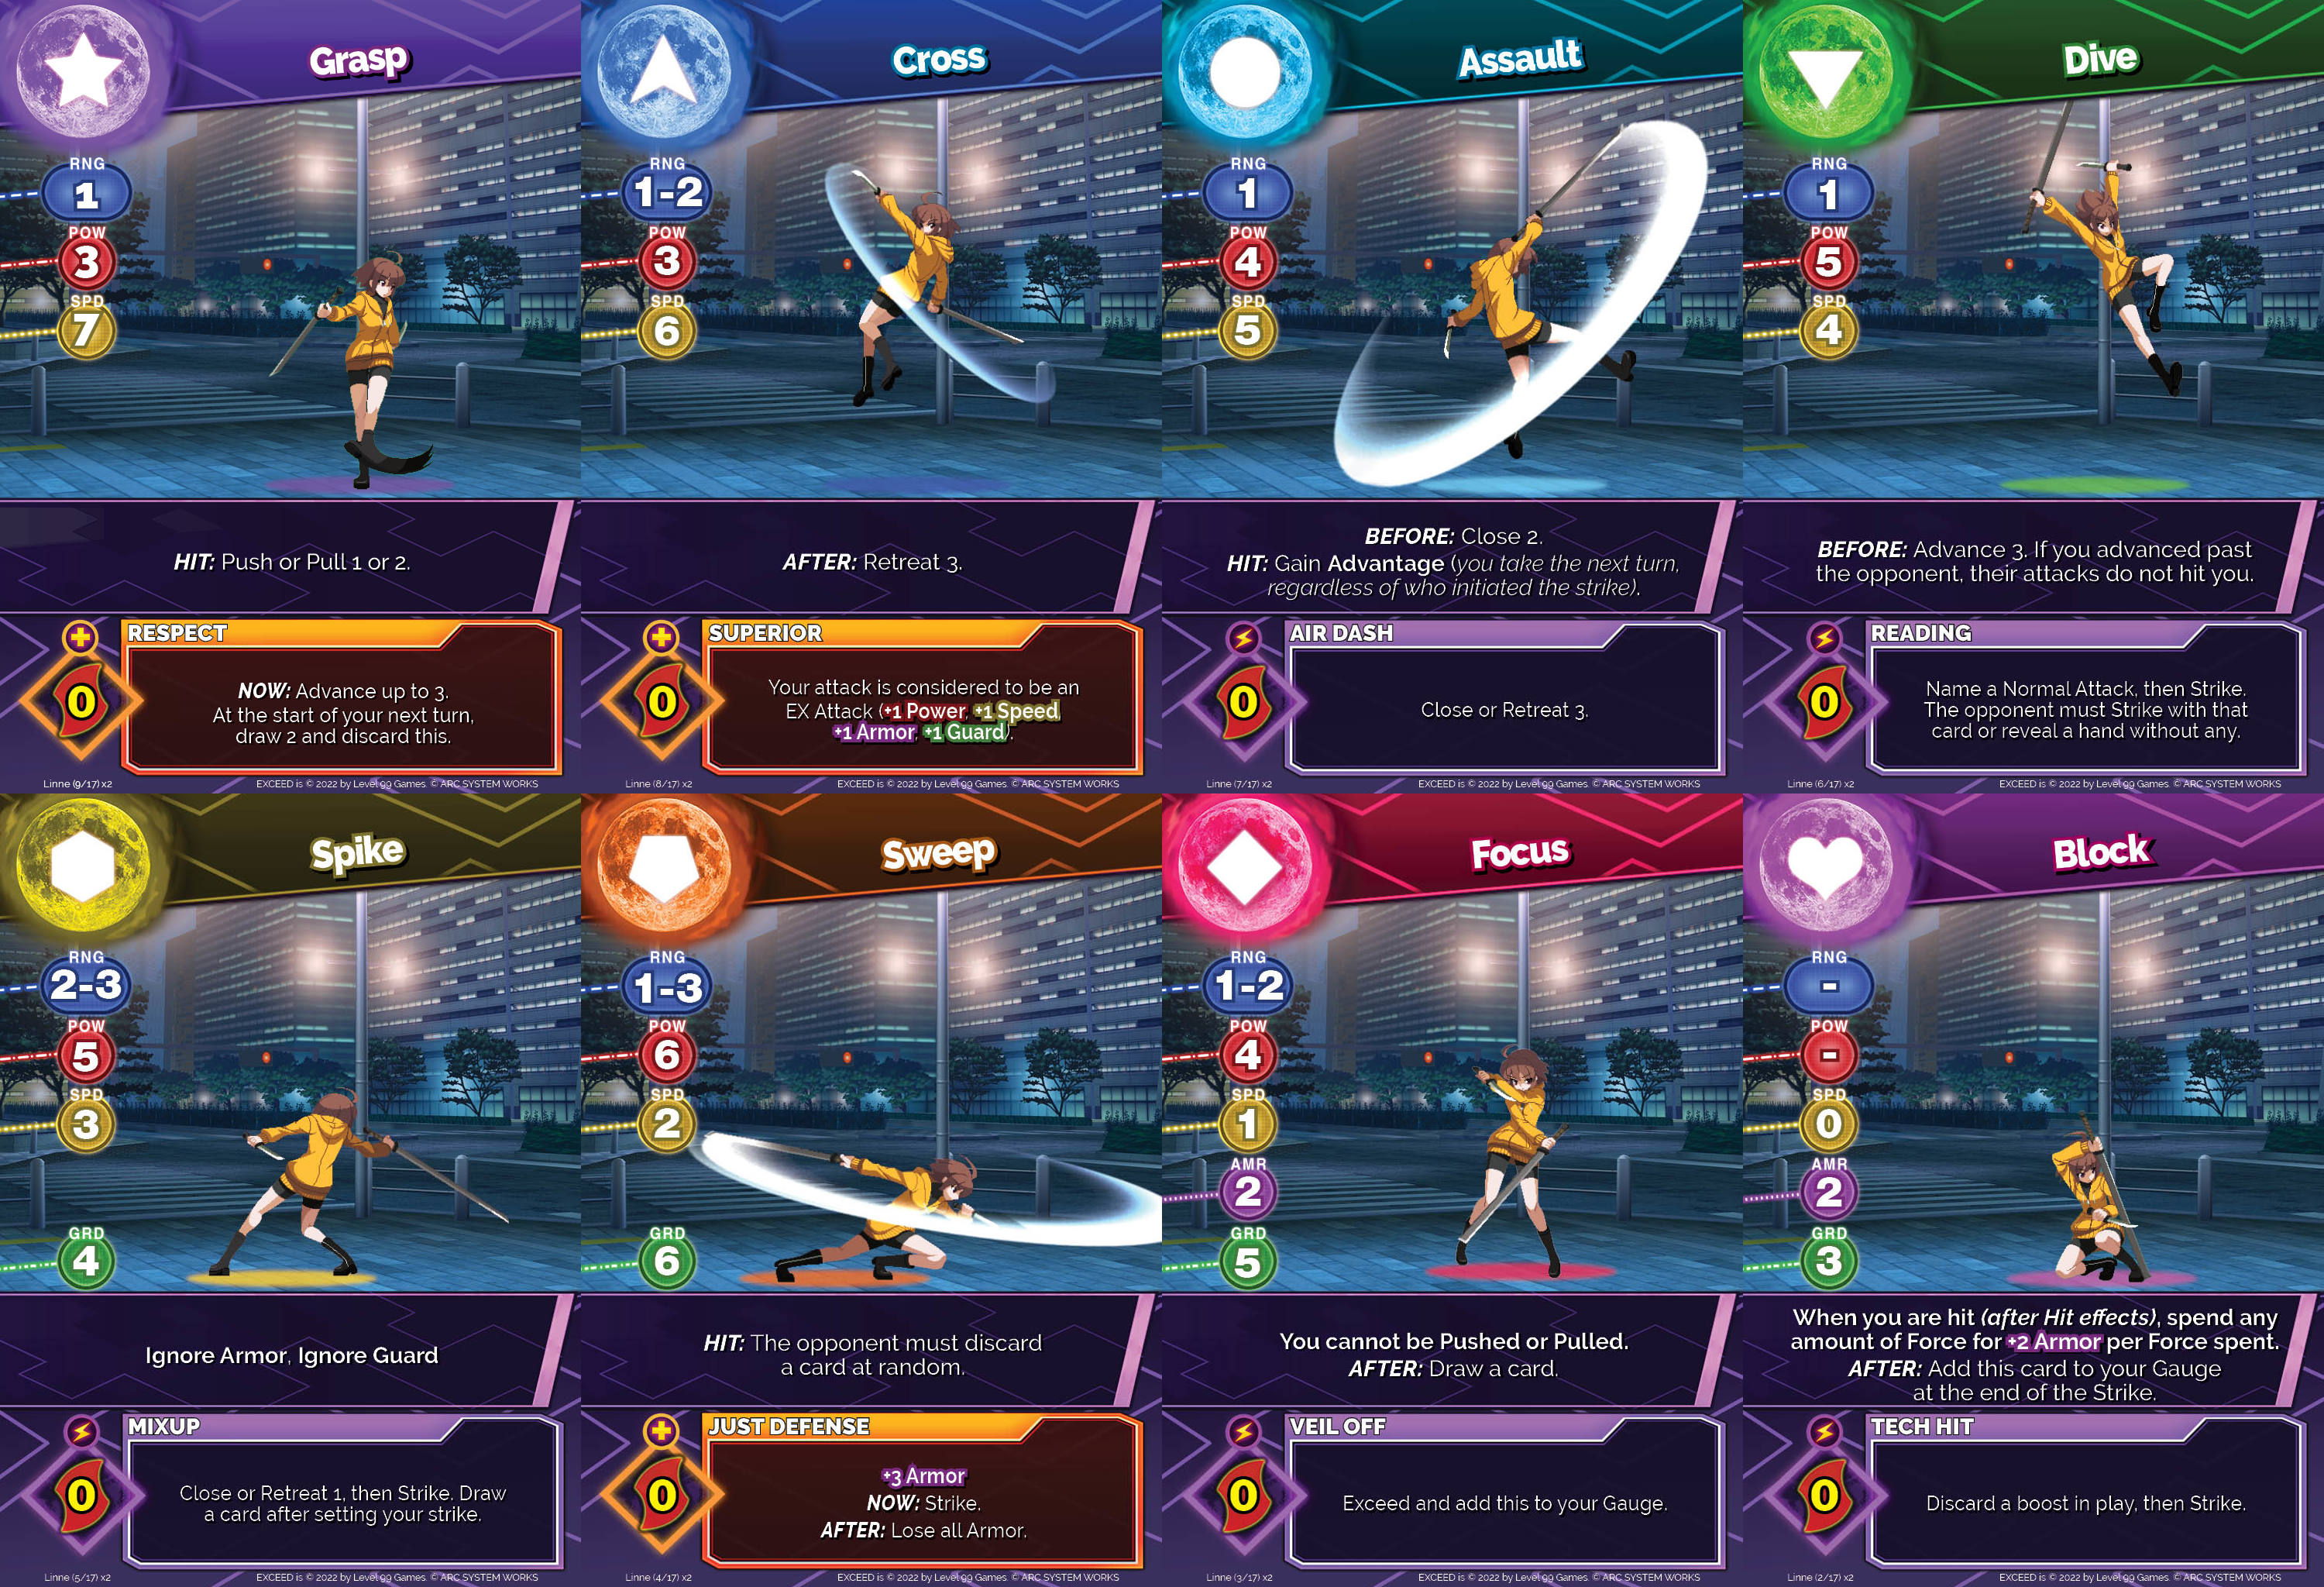 Grasp
RNG
1
POW
3
SPD
7
HIT: Push or Pull 1 or 2.
RESPECT
0
NOW: Advance up to 3.
At the start of your next turn,
draw 2 and discard this.
Linne (9/17) x2
EXCEED is © 2022 by Level 99 Games. © ARC SYSTEM WORKS
Cross
RNG
1-2
POW
3
SPD
6
AFTER: Retreat 3.
SUPERIOR
0
Your attack is considered to be an
EX Attack (+1 Power, +1 Speed,
+1 Armor, +1 Guard).
Linne (8/17) x2
EXCEED is © 2022 by Level 99 Games. © ARC SYSTEM WORKS
Assault
RNG
1
POW
4
SPD
5
BEFORE: Close 2.
HIT: Gain Advantage (you take the next turn,
regardless of who initiated the strike).
AIR DASH
0
Close or Retreat 3.
Linne (7/17) x2
EXCEED is © 2022 by Level 99 Games. © ARC SYSTEM WORKS
Dive
RNG
1
POW
5
SPD
4
BEFORE: Advance 3. If you advanced past
the opponent, their attacks do not hit you.
READING
0
Name a Normal Attack, then Strike.
The opponent must Strike with that
card or reveal a hand without any.
Linne (6/17) x2
EXCEED is © 2022 by Level 99 Games. © ARC SYSTEM WORKS
Spike
RNG
2-3
POW
5
SPD
3
GRD
4
Ignore Armor, Ignore Guard
MIXUP
0
Close or Retreat 1, then Strike. Draw
a card after setting your strike.
Linne (5/17) x2
EXCEED is © 2022 by Level 99 Games. © ARC SYSTEM WORKS
Sweep
RNG
1-3
POW
6
SPD
2
GRD
6
HIT: The opponent must discard
a card at random.
JUST DEFENSE
0
+3 Armor
NOW: Strike.
AFTER: Lose all Armor.
Linne (4/17) x2
EXCEED is © 2022 by Level 99 Games. © ARC SYSTEM WORKS
Focus
RNG
1-2
POW
4
SPD
1
AMR
2
GRD
5
You cannot be Pushed or Pulled.
AFTER: Draw a card.
VEIL OFF
0
Exceed and add this to your Gauge.
Linne (3/17) x2
EXCEED is © 2022 by Level 99 Games. © ARC SYSTEM WORKS
Block
RNG
-
POW
-
SPD
0
AMR
2
GRD
3
When you are hit (after Hit effects), spend any
amount of Force for +2 Armor per Force spent.
AFTER: Add this card to your Gauge
at the end of the Strike.
TECH HIT
0
Discard a boost in play, then Strike.
Linne (2/17) x2
EXCEED is © 2022 by Level 99 Games. © ARC SYSTEM WORKS